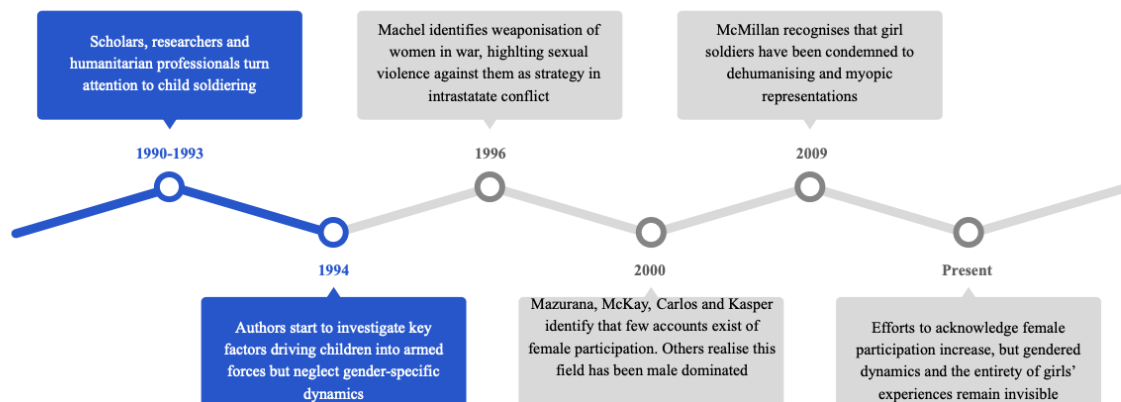 Scholars, researchers and
humanitarian professionals turn
attention to child soldiering
1990-1993
1994
Authors start to investigate key
factors driving children into armed
forces but neglect gender-specific
dynamics
Machel identifies weaponisation of
women in war, highlting sexual
violence against them as strategy in
intrastatate conflict
1996
2000
Mazurana, McKay, Carlos and Kasper
identify that few accounts exist of
female participation. Others realise this
field has been male dominated
McMillan recognises that girl
soldiers have been condemned to
dehumanising and myopic
representations
2009
Present
Efforts to acknowledge female
participation increase, but gendered
dynamics and the entirety of girls’
experiences remain invisible